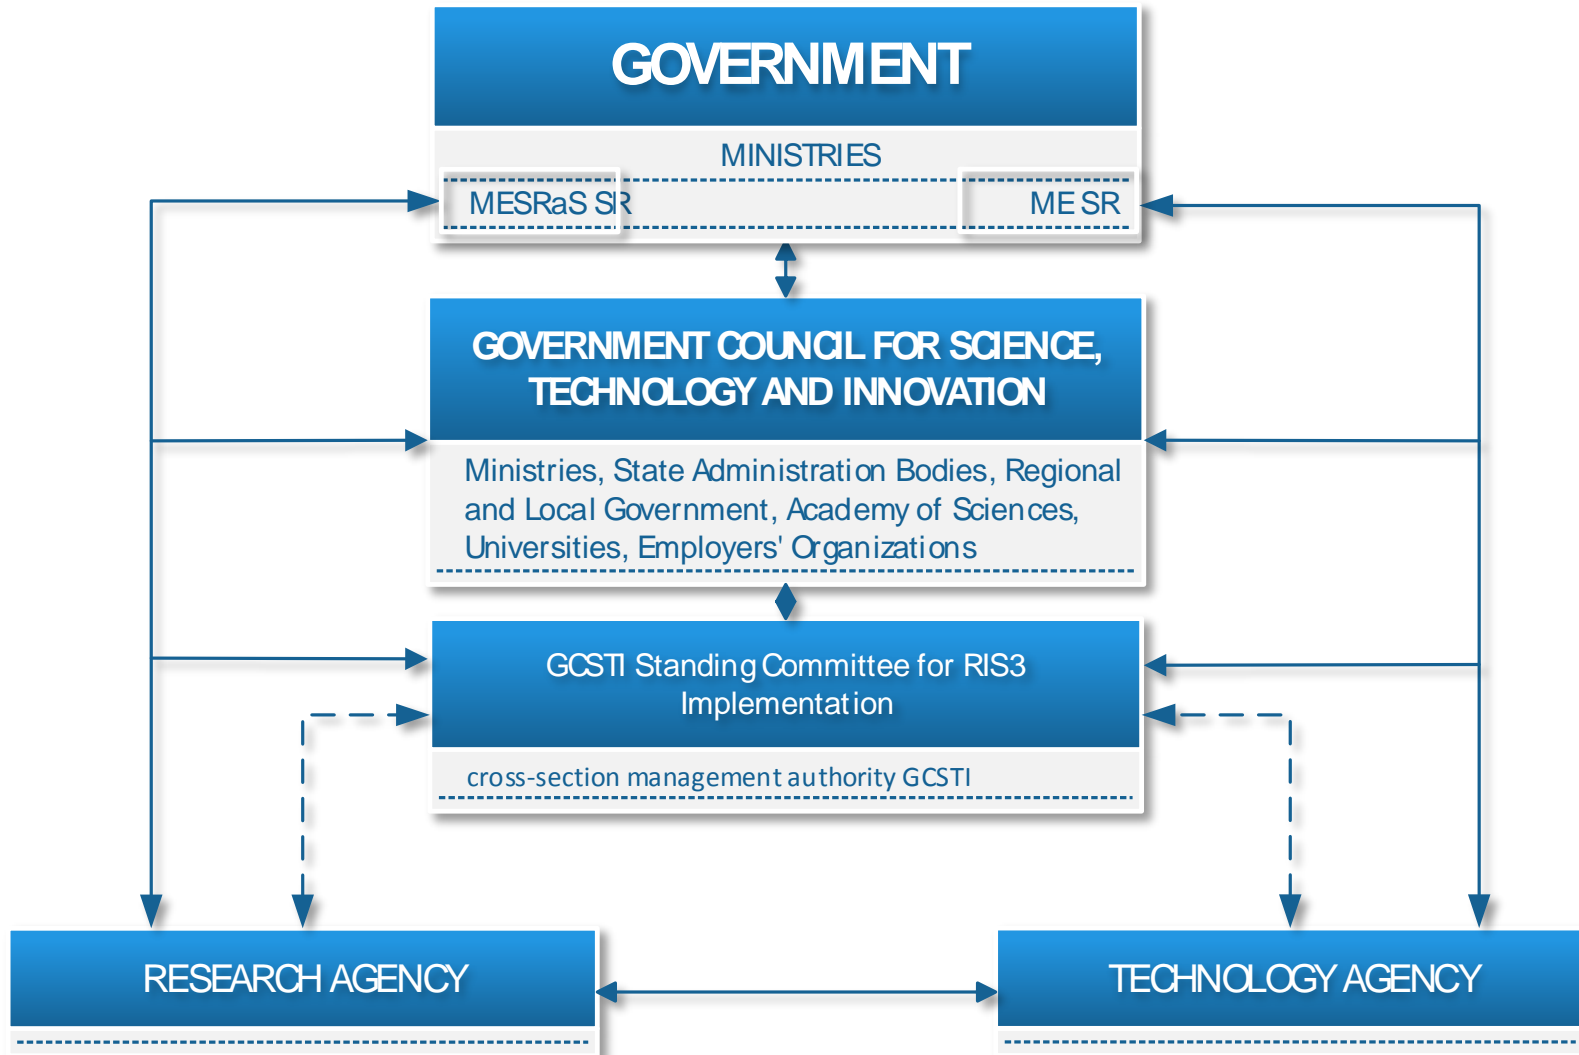 GOVERNMENT
MINISTRIES
MESRaS SR
ME SR
GOVERNMENT COUNCIL FOR SCIENCE,
TECHNOLOGY AND INNOVATION
Ministries, State Administration Bodies, Regional
and Local Government, Academy of Sciences,
Universities, Employers' Organizations
GCSTI Standing Committee for RIS3
Implementation
cross-section management authority GCSTI
RESEARCH AGENCY
TECHNOLOGY AGENCY